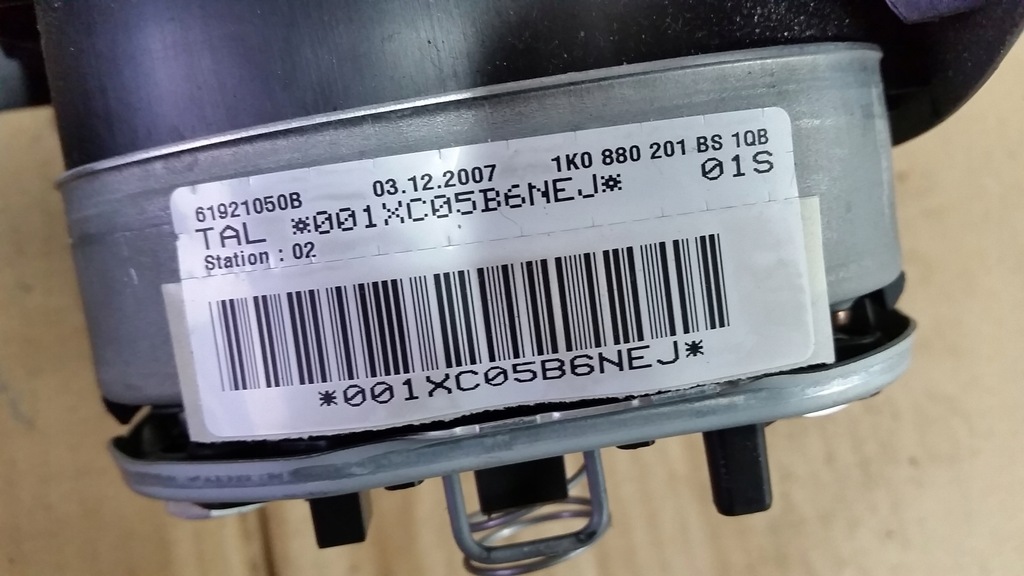 61921050B 03.12.2007 1K0 880 201 BS 1QB
TAL *001XC05B6NEJ* 01S
Station : 02
*001XC05B6NEJ*